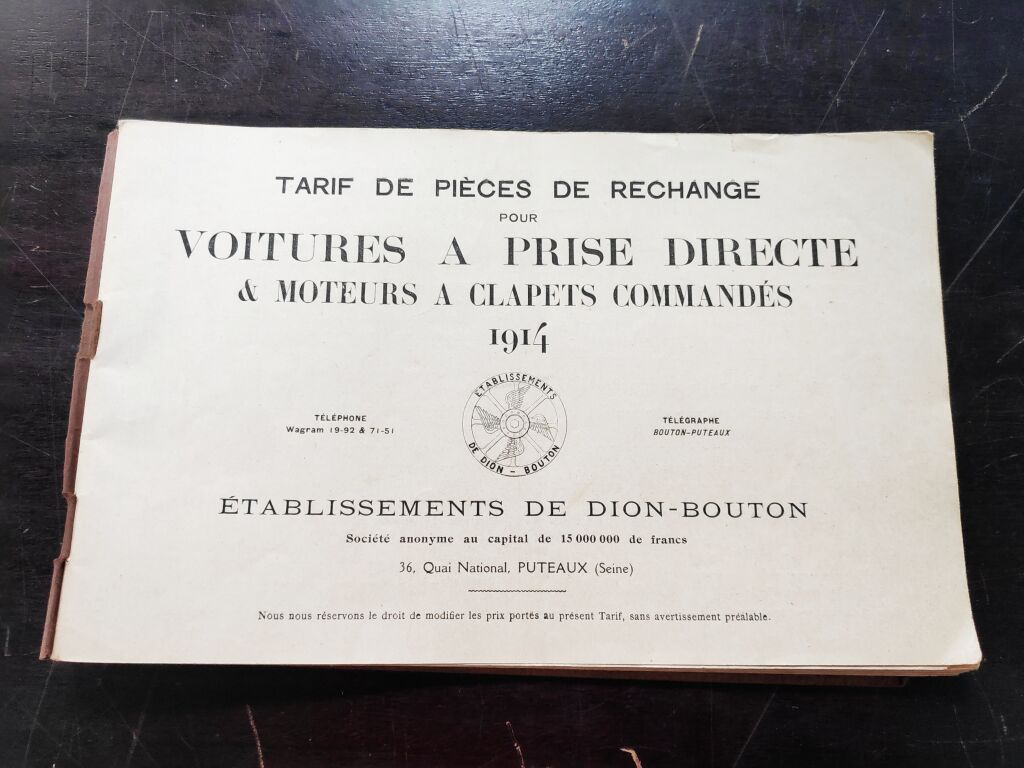 TARIF DE PIÈCES DE RECHANGE
POUR
VOITURES A PRISE DIRECTE
& MOTEURS A CLAPETS COMMANDÉS
1914
ÉTABLISSEMENTS
DE DION - BOUTON
TÉLÉPHONE
Wagram 19-92 & 71-51
TÉLÉGRAPHE
BOUTON-PUTEAUX
ÉTABLISSEMENTS DE DION-BOUTON
Société anonyme au capital de 15 000 000 de francs
36, Quai National, PUTEAUX (Seine)
Nous nous réservons le droit de modifier les prix portés au présent Tarif, sans avertissement préalable.